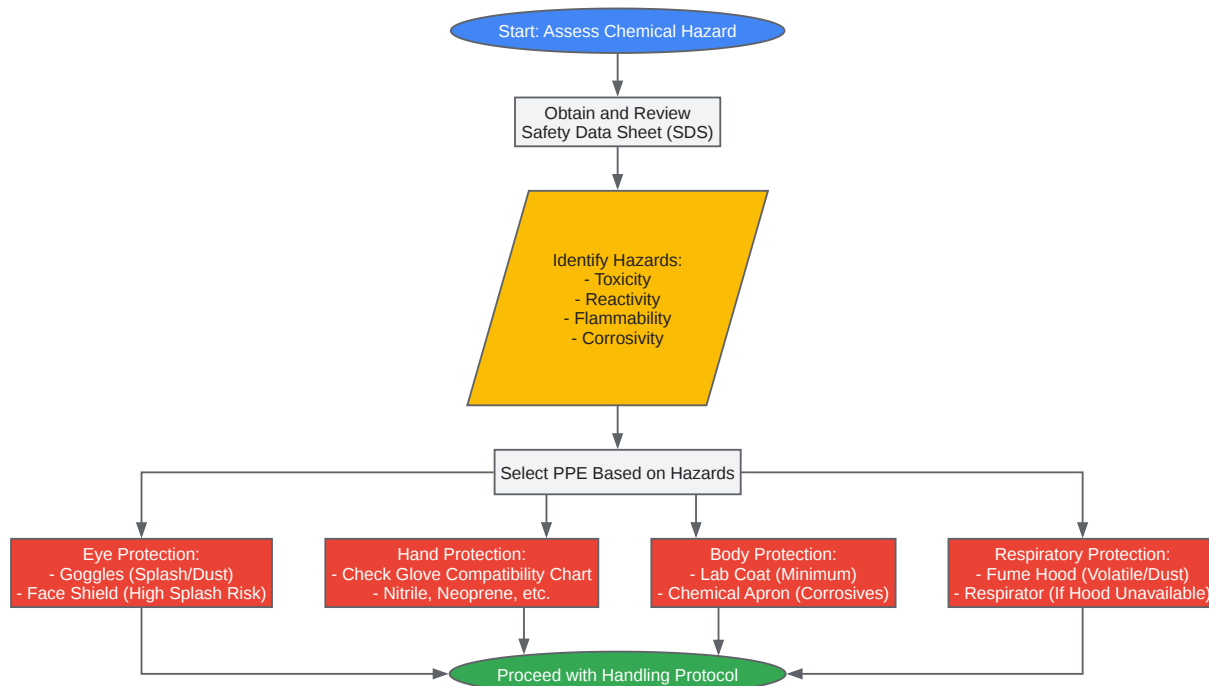 Start: Assess Chemical Hazard
Obtain and Review
Safety Data Sheet (SDS)
Identify Hazards:
- Toxicity
- Reactivity
- Flammability
- Corrosivity
Select PPE Based on Hazards
Eye Protection:
- Goggles (Splash/Dust)
- Face Shield (High Splash Risk)
Hand Protection:
- Check Glove Compatibility Chart
- Nitrile, Neoprene, etc.
Body Protection:
- Lab Coat (Minimum)
- Chemical Apron (Corrosives)
Respiratory Protection:
- Fume Hood (Volatile/Dust)
- Respirator (If Hood Unavailable)
Proceed with Handling Protocol